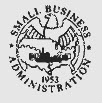 SMALL BUSINESS
ADMINISTRATION
1953